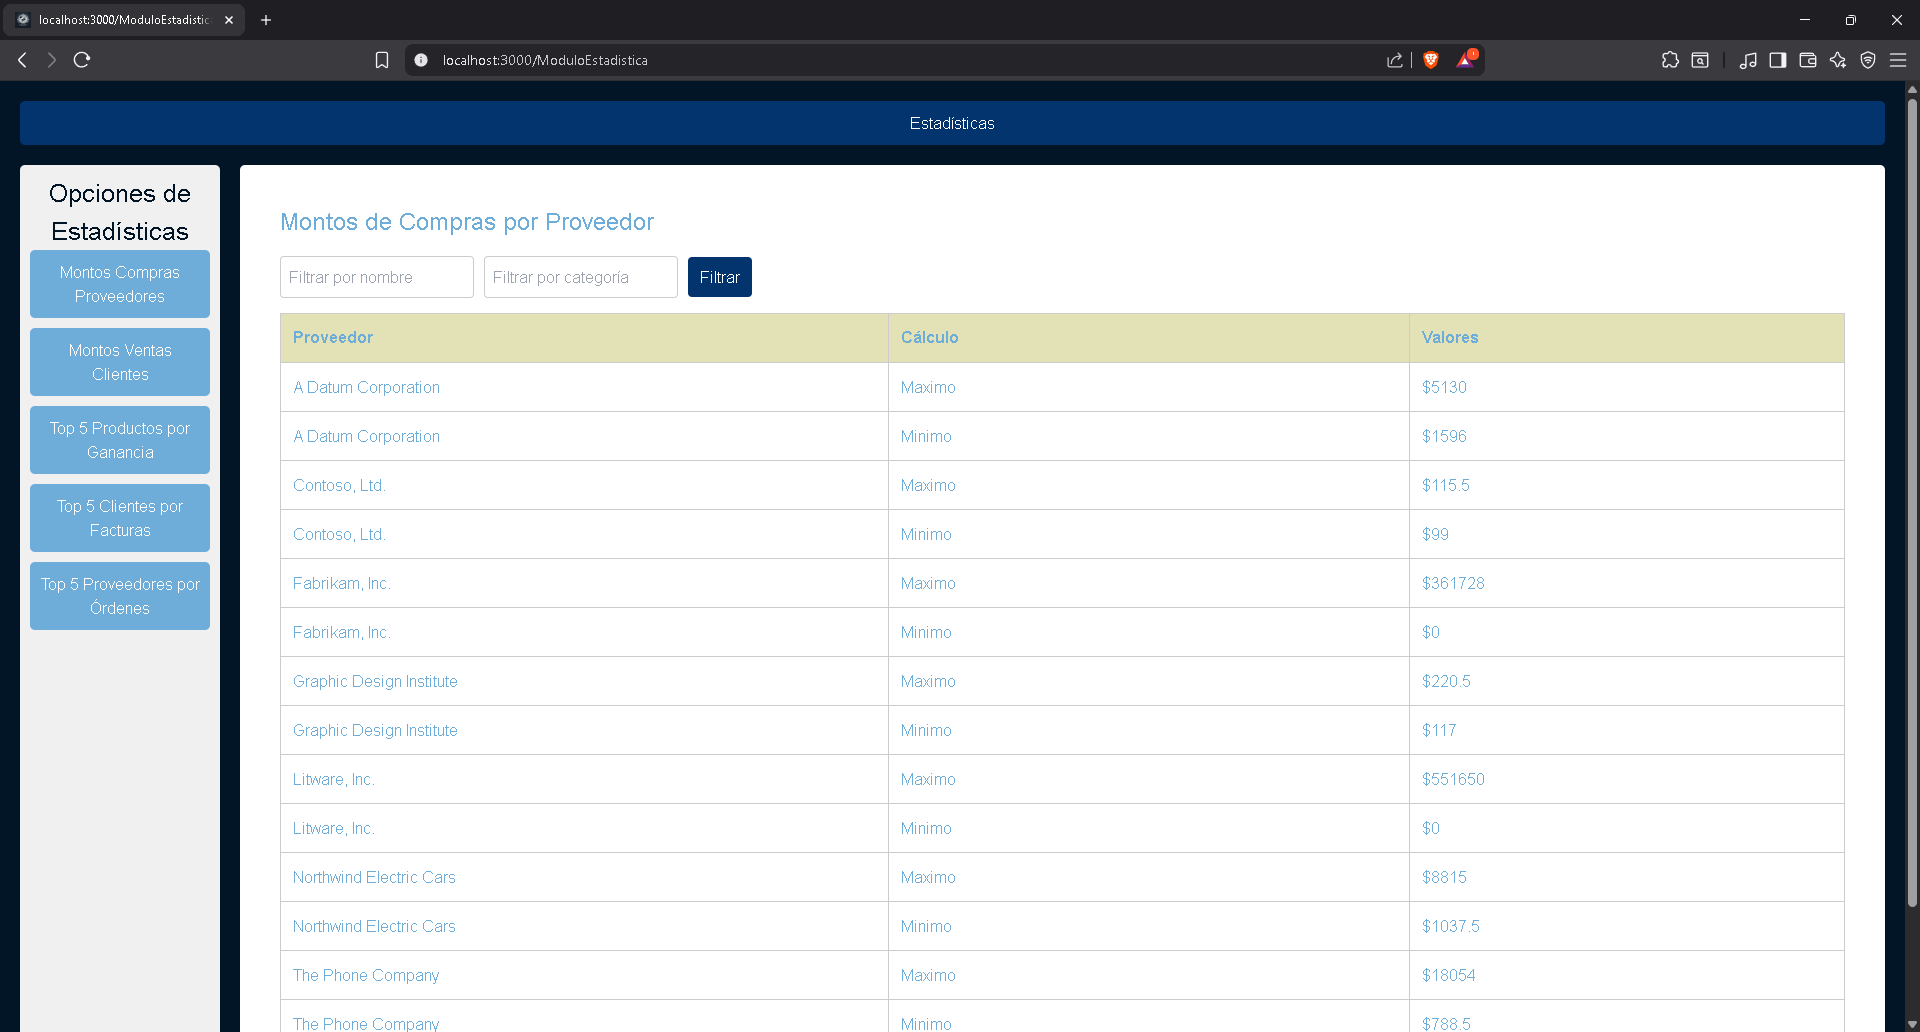 localhost:3000/ModuloEstadistic
localhost:3000/ModuloEstadistica
Estadísticas
Opciones de
Estadísticas
Montos Compras
Proveedores
Montos Ventas
Clientes
Top 5 Productos por
Ganancia
Top 5 Clientes por
Facturas
Top 5 Proveedores por
Órdenes
Montos de Compras por Proveedor
Filtrar por nombre Filtrar por categoría Filtrar
Proveedor Cálculo Valores
A Datum Corporation Maximo $5130
A Datum Corporation Minimo $1596
Contoso, Ltd. Maximo $115.5
Contoso, Ltd. Minimo $99
Fabrikam, Inc. Maximo $361728
Fabrikam, Inc. Minimo $0
Graphic Design Institute Maximo $220.5
Graphic Design Institute Minimo $117
Litware, Inc. Maximo $551650
Litware, Inc. Minimo $0
Northwind Electric Cars Maximo $8815
Northwind Electric Cars Minimo $1037.5
The Phone Company Maximo $18054
The Phone Company Minimo $788.5